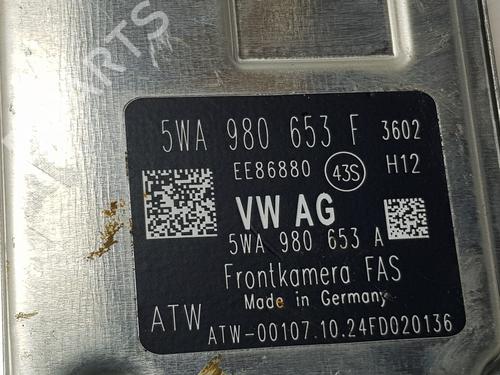 PARTS
5WA 980 653 F 3602
EE86880 43S H12
VW AG
5WA 980 653 A
Frontkamera FAS
Made in Germany
ATW ATW-00107.10.24FD020136